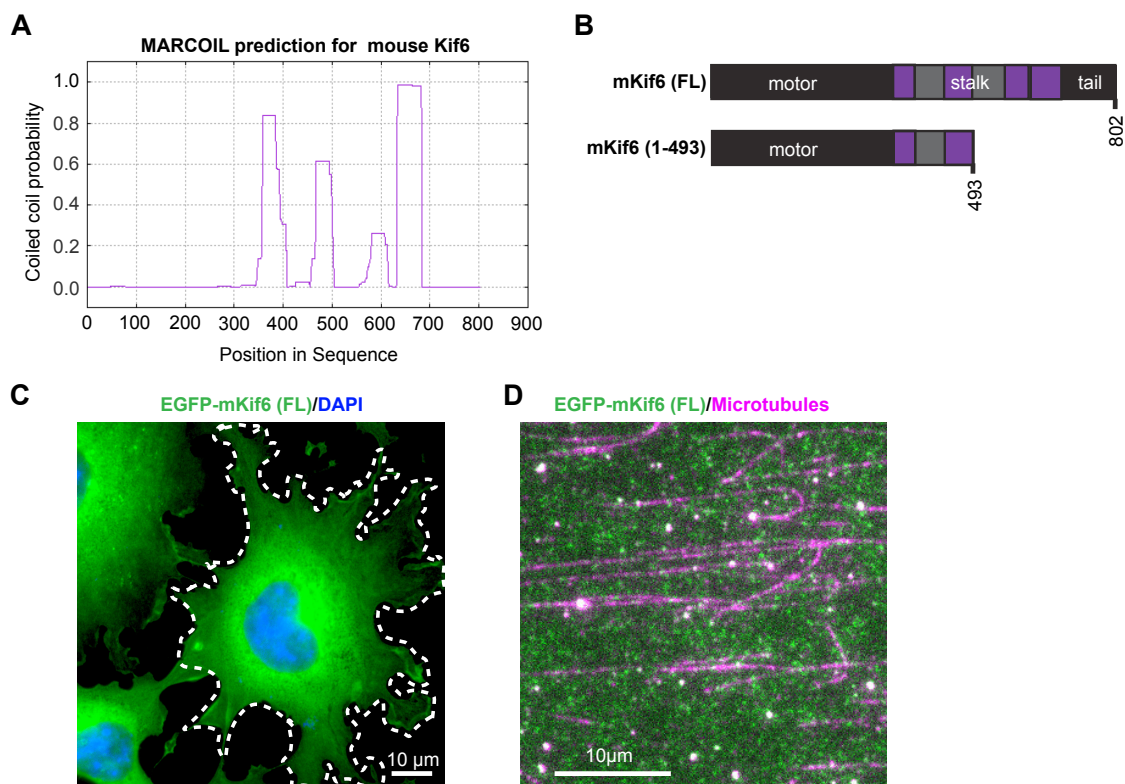 A
MARCOIL prediction for mouse Kif6
Coiled coil probability
1.0
0.8
0.6
0.4
0.2
0.0
0 100 200 300 400 500 600 700 800 900
Position in Sequence
B
mKif6 (FL)
motor
stalk
tail
802
mKif6 (1-493)
motor
493
C
EGFP-mKif6 (FL)/DAPI
10 µm
D
EGFP-mKif6 (FL)/Microtubules
10µm